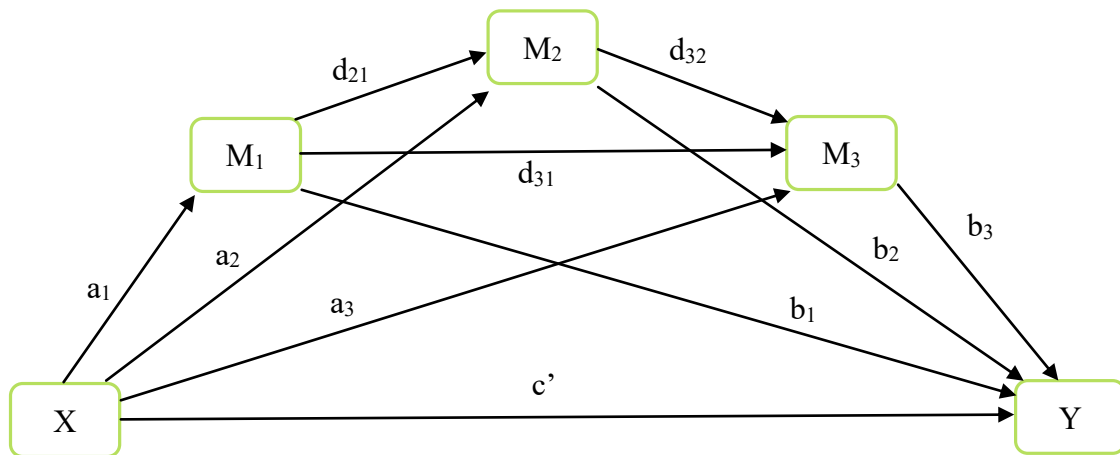 M₂
d₃₂
d₂₁
M₁
M₃
d₃₁
b₃
a₂
b₂
a₁
a₃
b₁
c’
X
Y